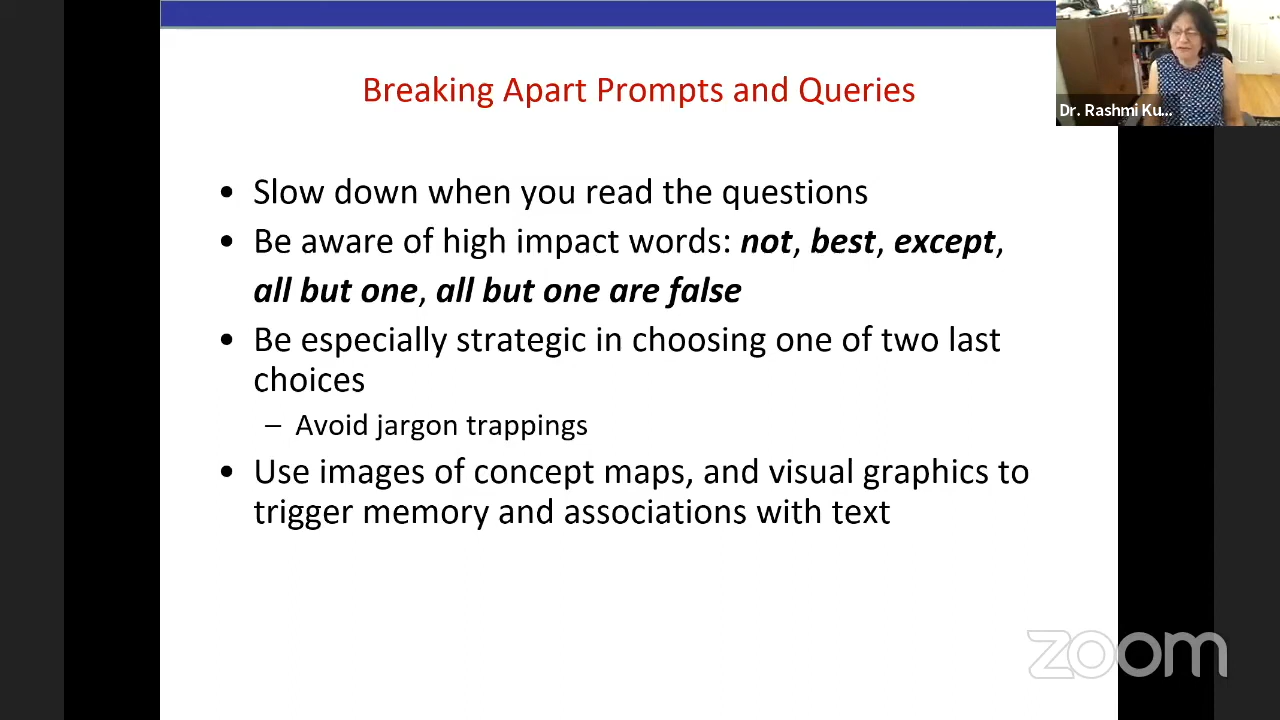 Breaking Apart Prompts and Queries
Dr. Rashmi Ku...
• Slow down when you read the questions
• Be aware of high impact words: not, best, except,
all but one, all but one are false
• Be especially strategic in choosing one of two last
choices
– Avoid jargon trappings
• Use images of concept maps, and visual graphics to
trigger memory and associations with text
zoom